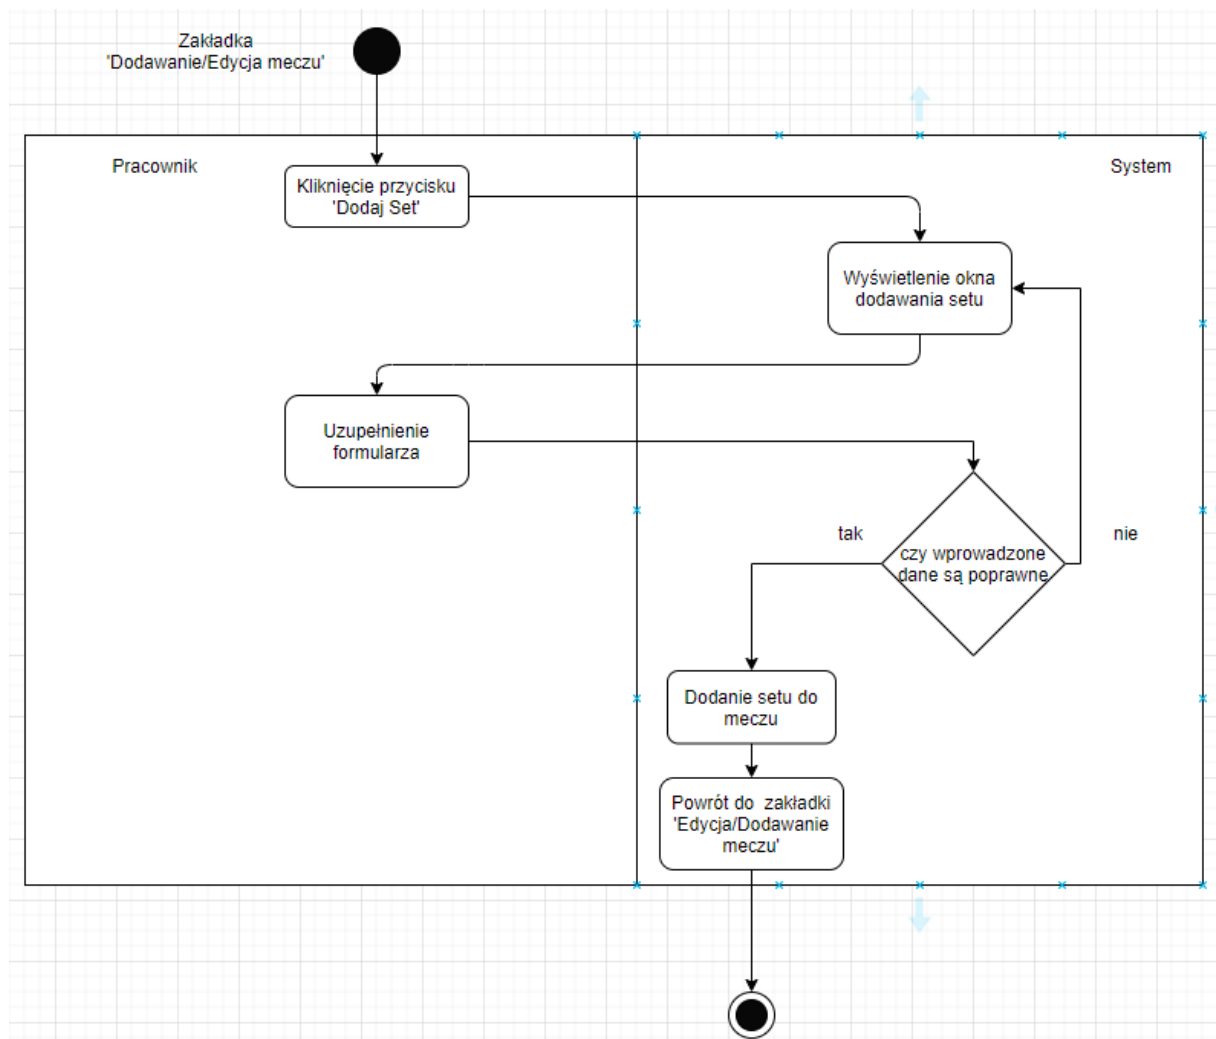 Zakładka
'Dodawanie/Edycja meczu'
Pracownik
System
Kliknięcie przycisku
'Dodaj Set'
Wyświetlenie okna
dodawania setu
Uzupełnienie
formularza
tak
nie
czy wprowadzone
dane są poprawne
Dodanie setu do
meczu
Powrót do zakładki
'Edycja/Dodawanie
meczu'